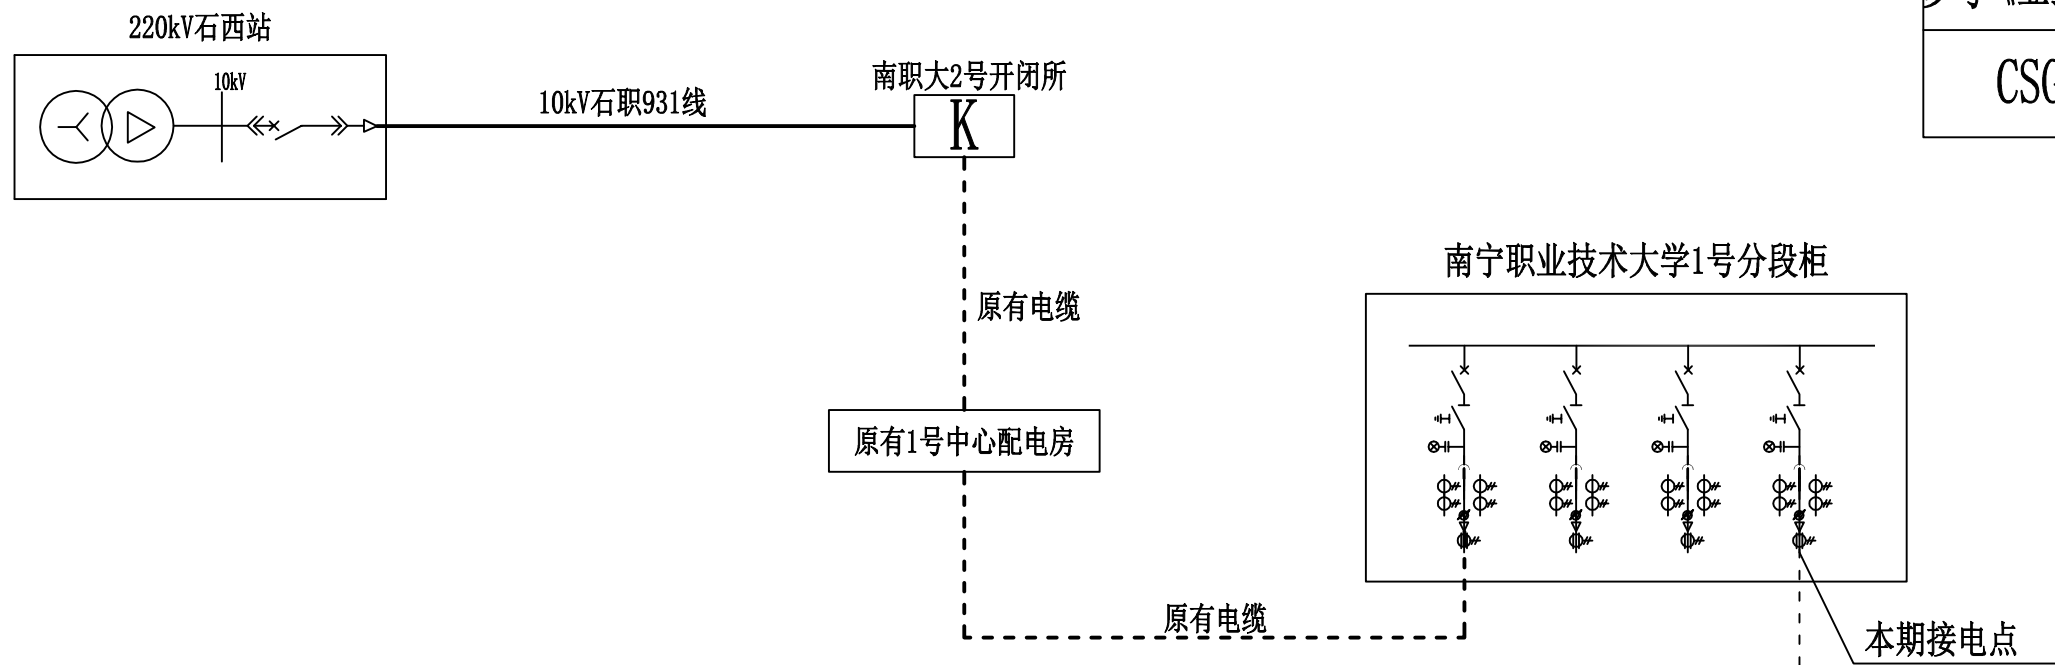 220kV石西站
10kV
10kV石职931线
南职大2号开闭所
K
CSG
原有电缆
南宁职业技术大学1号分段柜
原有1号中心配电房
原有电缆
本期接电点